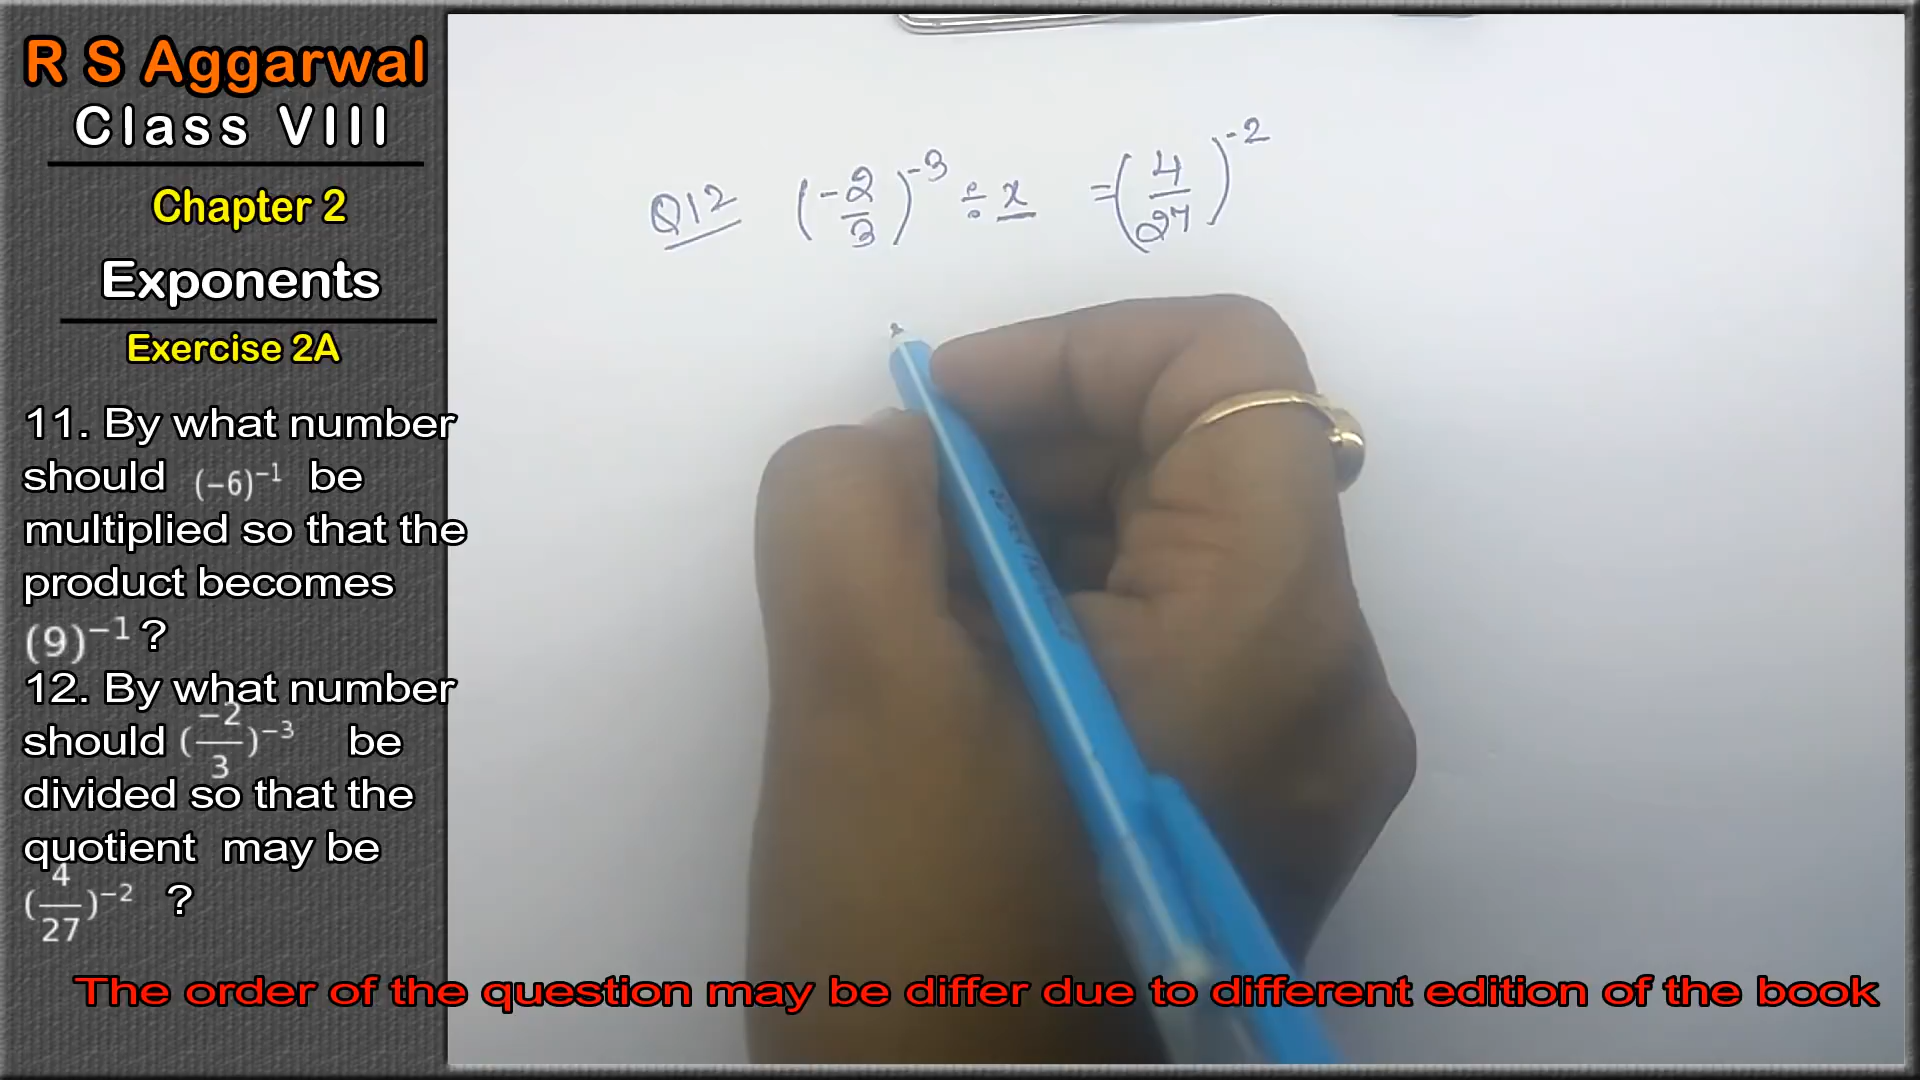 R S Aggarwal
Class VIII
Chapter 2
Exponents
Exercise 2A
11. By what number
should (-6)⁻¹ be
multiplied so that the
product becomes
(9)⁻¹ ?
12. By what number
should (-2/3)⁻³ be
divided so that the
quotient may be
(4/27)⁻² ?
Q12 (-2/3)⁻³ ÷ x = (4/27)⁻²
The order of the question may be differ due to different edition of the book